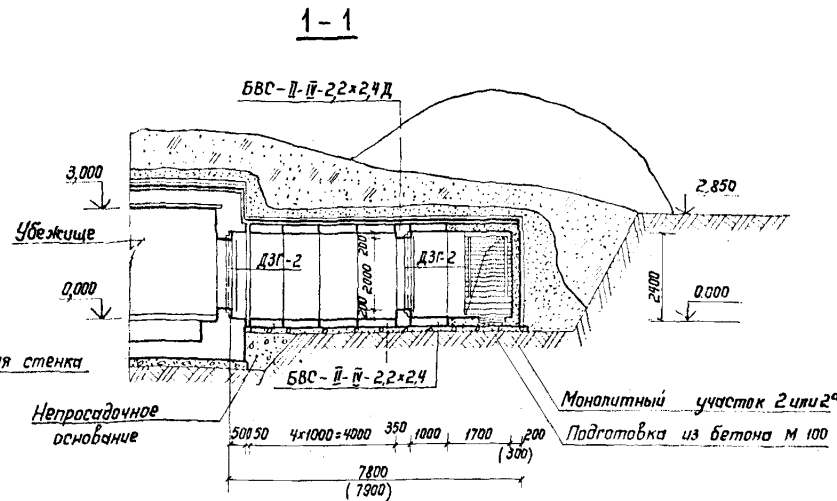 1-1
БВС-II-IV-2,2×2,4Д
3,000
2,850
Убежище
ДЗГ-2
200
2000
200
ДЗГ-2
2400
0,000
0.000
я стенка
БВС-II-IV-2,2×2,4
Непросадочное
основание
Монолитный участок 2 или 2а
Подготовка из бетона М 100
500 50 4×1000=4000 350 1000 1700 200
(300)
7800
(7900)